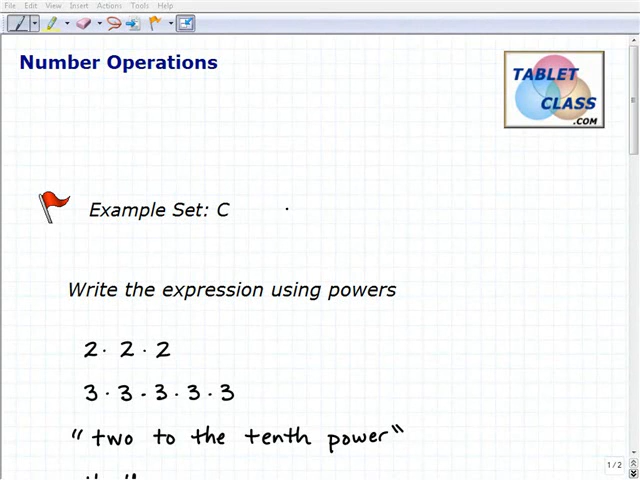 File Edit View Insert Actions Tools Help
Number Operations
TABLET
CLASS
.COM
Example Set: C
Write the expression using powers
2 · 2 · 2
3 · 3 · 3 · 3 · 3
"two to the tenth power"
1 / 2